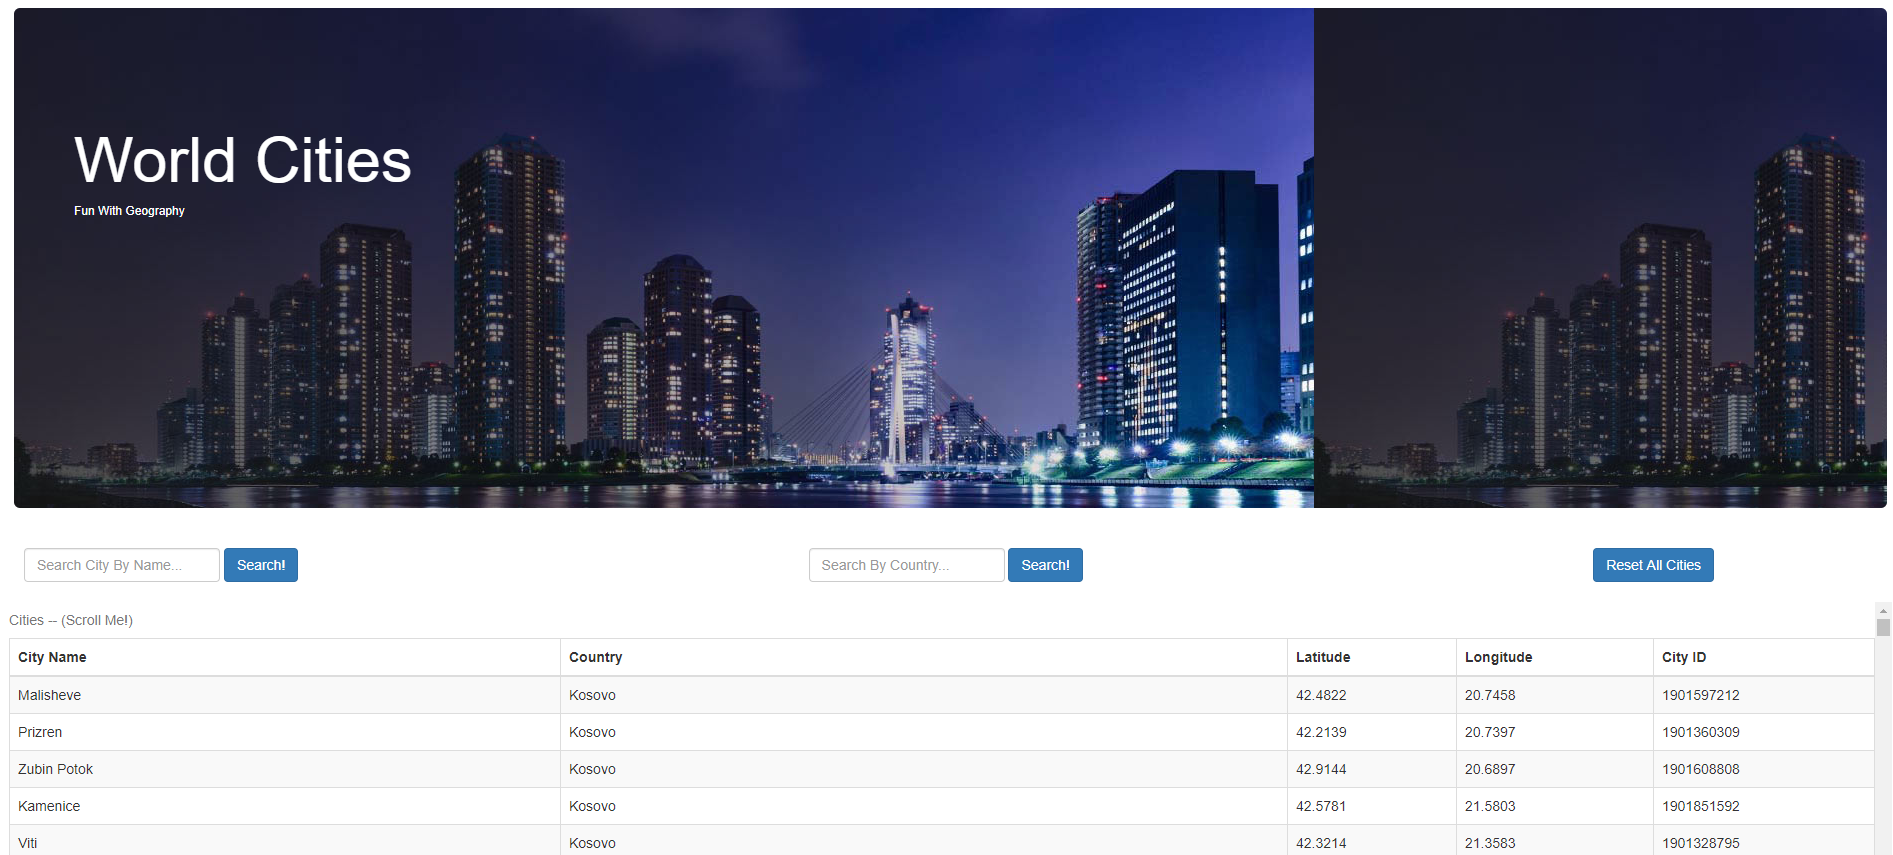 World Cities
Fun With Geography
Search City By Name... Search! Search By Country... Search! Reset All Cities
Cities -- (Scroll Me!)
City Name Country Latitude Longitude City ID
Malisheve Kosovo 42.4822 20.7458 1901597212
Prizren Kosovo 42.2139 20.7397 1901360309
Zubin Potok Kosovo 42.9144 20.6897 1901608808
Kamenice Kosovo 42.5781 21.5803 1901851592
Viti Kosovo 42.3214 21.3583 1901328795